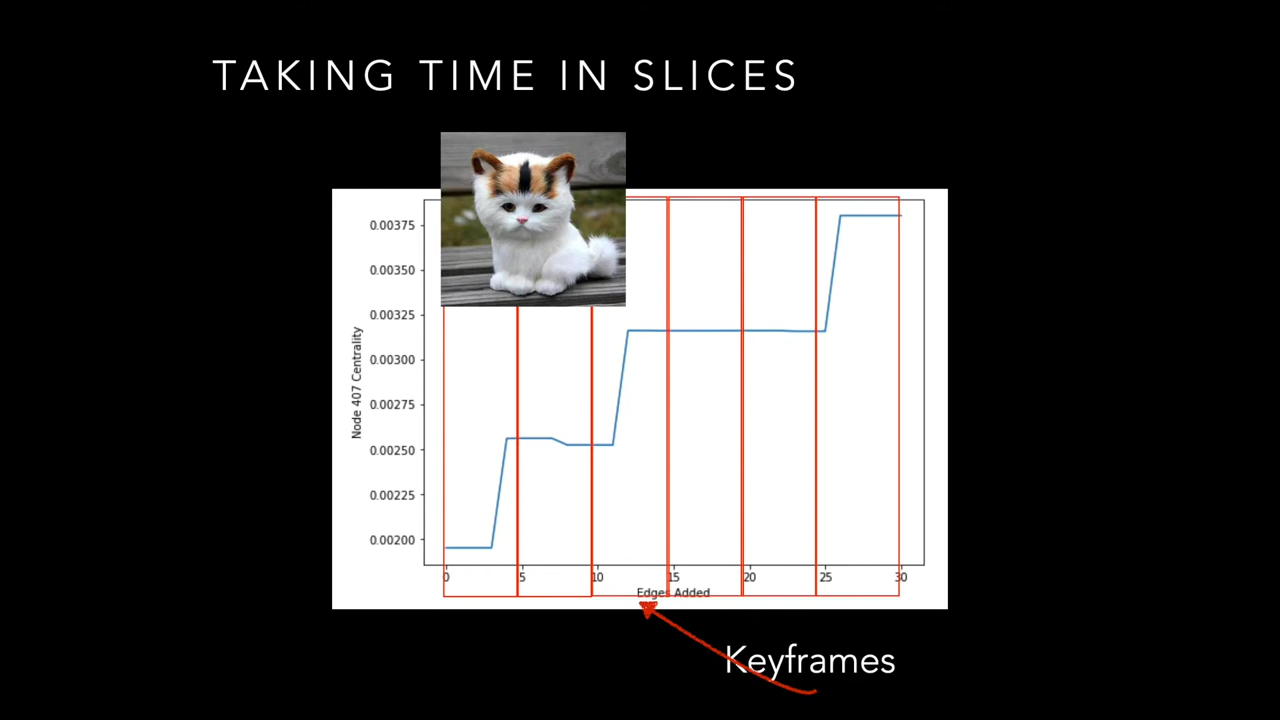 TAKING TIME IN SLICES
0.00375
0.00350
0.00325
0.00300
0.00275
0.00250
0.00225
0.00200
Node 407 Centrality
0 5 10 15 20 25 30
Edges Added
Keyframes